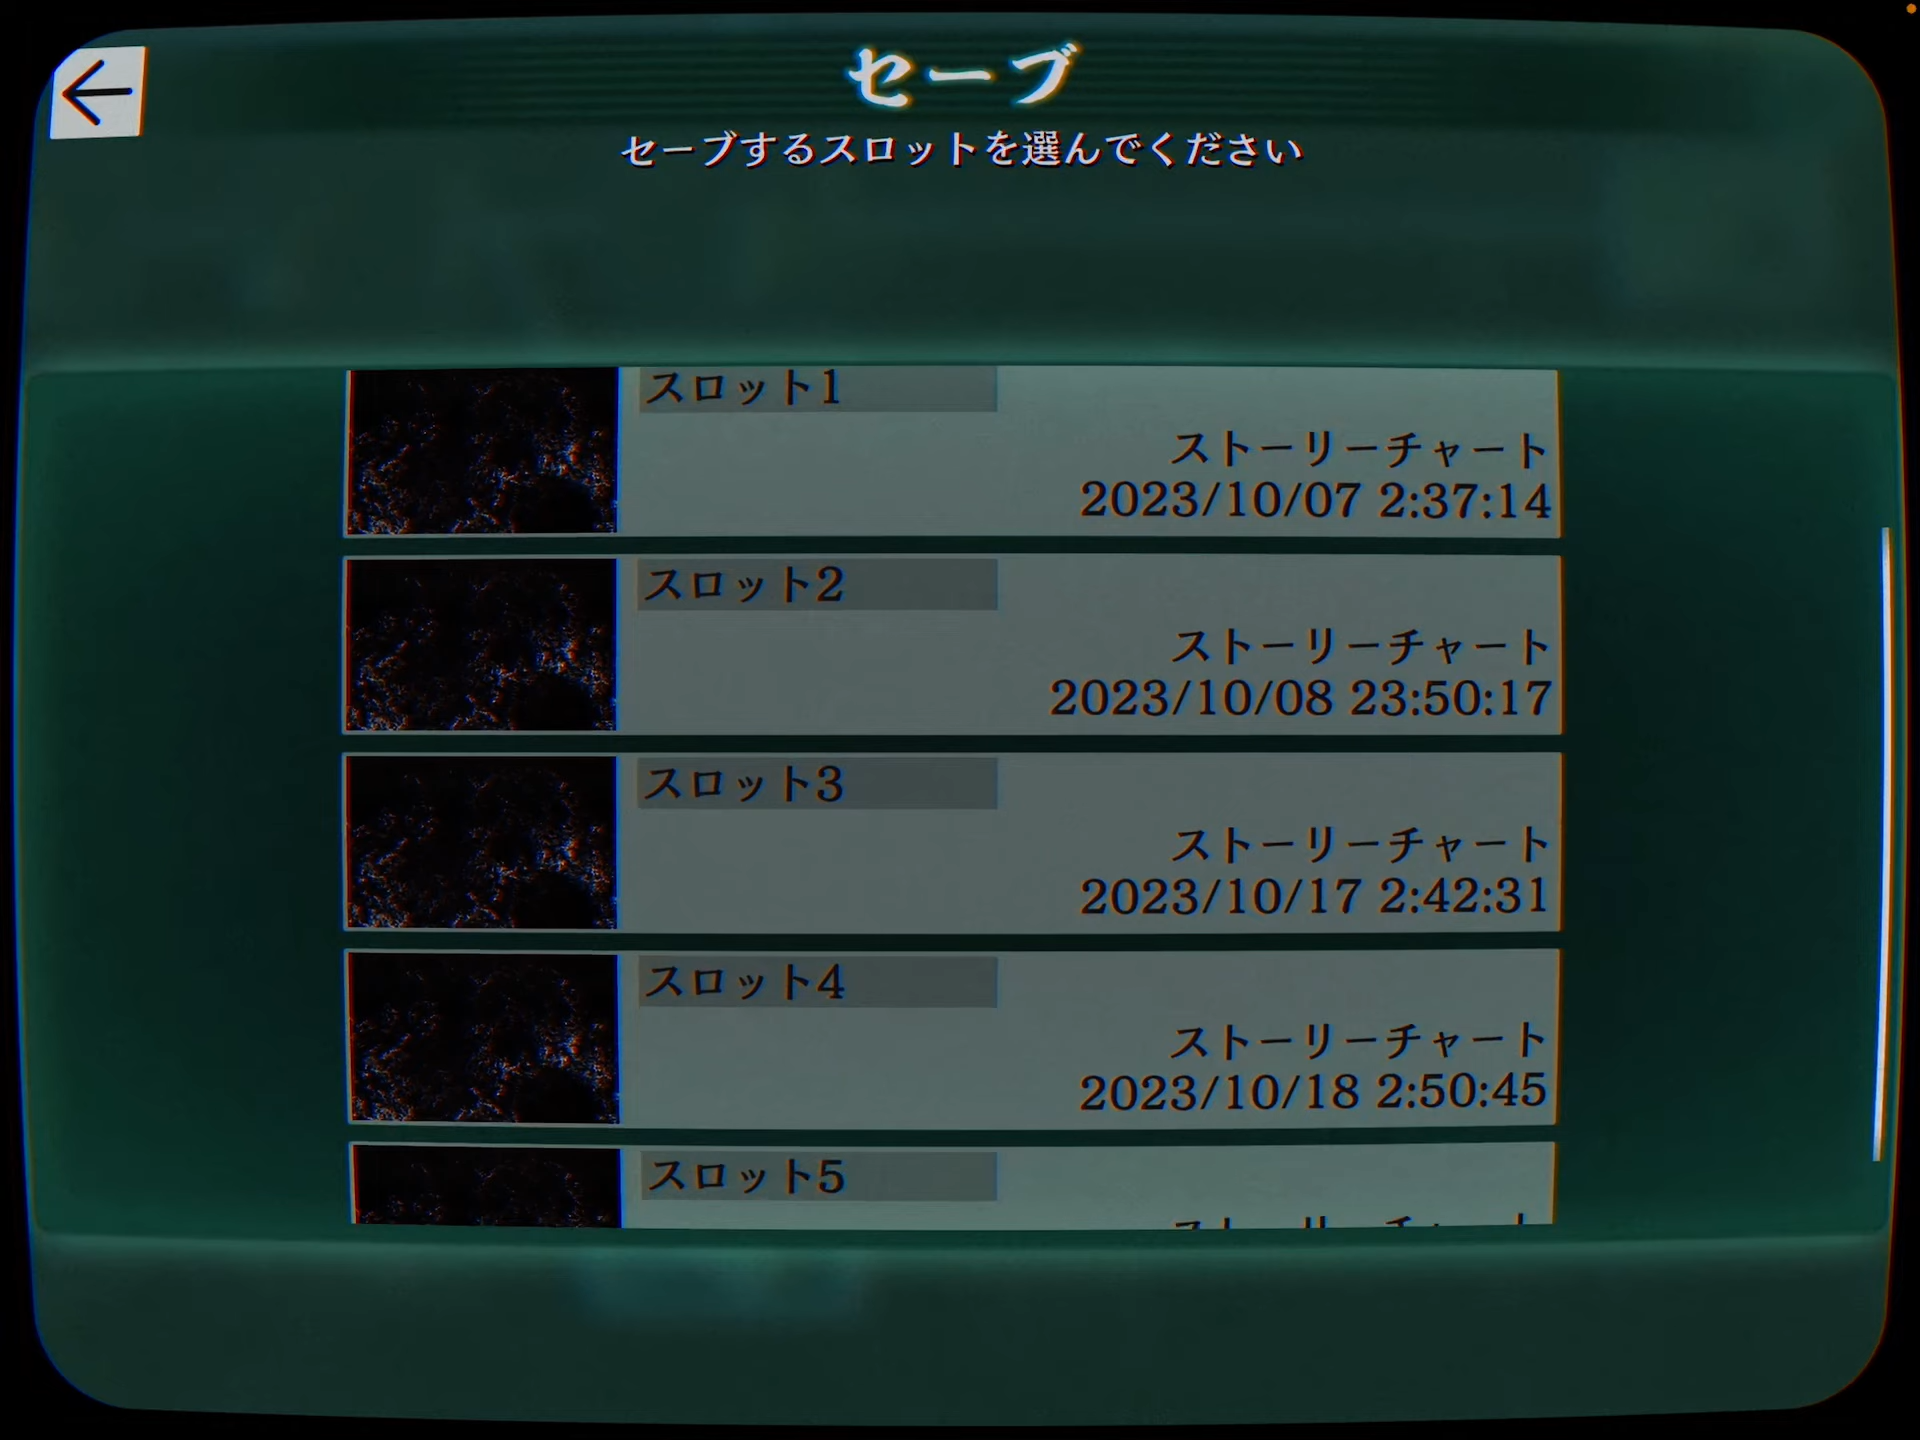 セーブ
セーブするスロットを選んでください
スロット1
ストーリーチャート
2023/10/07 2:37:14
スロット2
ストーリーチャート
2023/10/08 23:50:17
スロット3
ストーリーチャート
2023/10/17 2:42:31
スロット4
ストーリーチャート
2023/10/18 2:50:45
スロット5